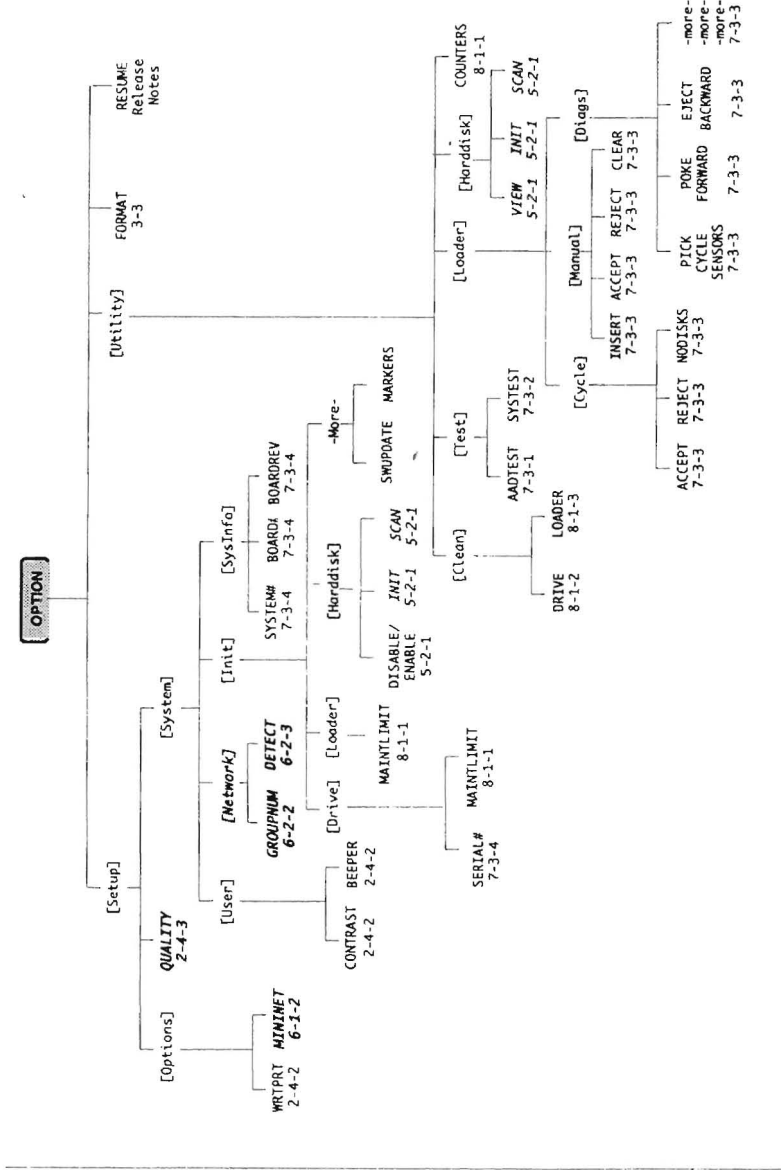 OPTION
[Setup]
[Utility]
FORMAT
3-3
RESUME
Release
Notes
[Options]
QUALITY
2-4-3
[System]
WRTPRT
2-4-2
MININET
6-1-2
[User]
[Network]
[Init]
[SysInfo]
CONTRAST
2-4-2
BEEPER
2-4-2
GROUPNUM
6-2-2
DETECT
6-2-3
SYSTEM#
7-3-4
BOARD#
7-3-4
BOARDREV
7-3-4
[Drive]
[Loader]
[Harddisk]
-More-
SERIAL#
7-3-4
MAINTLIMIT
8-1-1
MAINTLIMIT
8-1-1
DISABLE/
ENABLE
5-2-1
INIT
5-2-1
SCAN
5-2-1
SWUPDATE
MARKERS
[Clean]
[Test]
[Loader]
[Harddisk]
COUNTERS
8-1-1
DRIVE
8-1-2
LOADER
8-1-3
AADTEST
7-3-1
SYSTEST
7-3-2
VIEW
5-2-1
INIT
5-2-1
SCAN
5-2-1
[Cycle]
[Manual]
[Diags]
ACCEPT
7-3-3
REJECT
7-3-3
NODISKS
7-3-3
INSERT
7-3-3
ACCEPT
7-3-3
REJECT
7-3-3
CLEAR
7-3-3
PICK
CYCLE
SENSORS
7-3-3
POKE
FORWARD
7-3-3
EJECT
BACKWARD
7-3-3
-more-
-more-
-more-
7-3-3